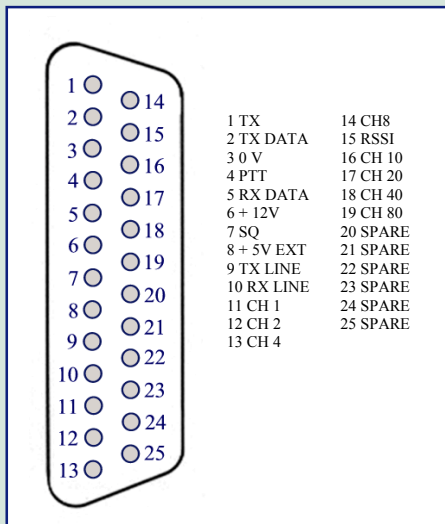 1
2
3
4
5
6
7
8
9
10
11
12
13
14
15
16
17
18
19
20
21
22
23
24
25
1 TX
2 TX DATA
3 0 V
4 PTT
5 RX DATA
6 + 12V
7 SQ
8 + 5V EXT
9 TX LINE
10 RX LINE
11 CH 1
12 CH 2
13 CH 4
14 CH8
15 RSSI
16 CH 10
17 CH 20
18 CH 40
19 CH 80
20 SPARE
21 SPARE
22 SPARE
23 SPARE
24 SPARE
25 SPARE